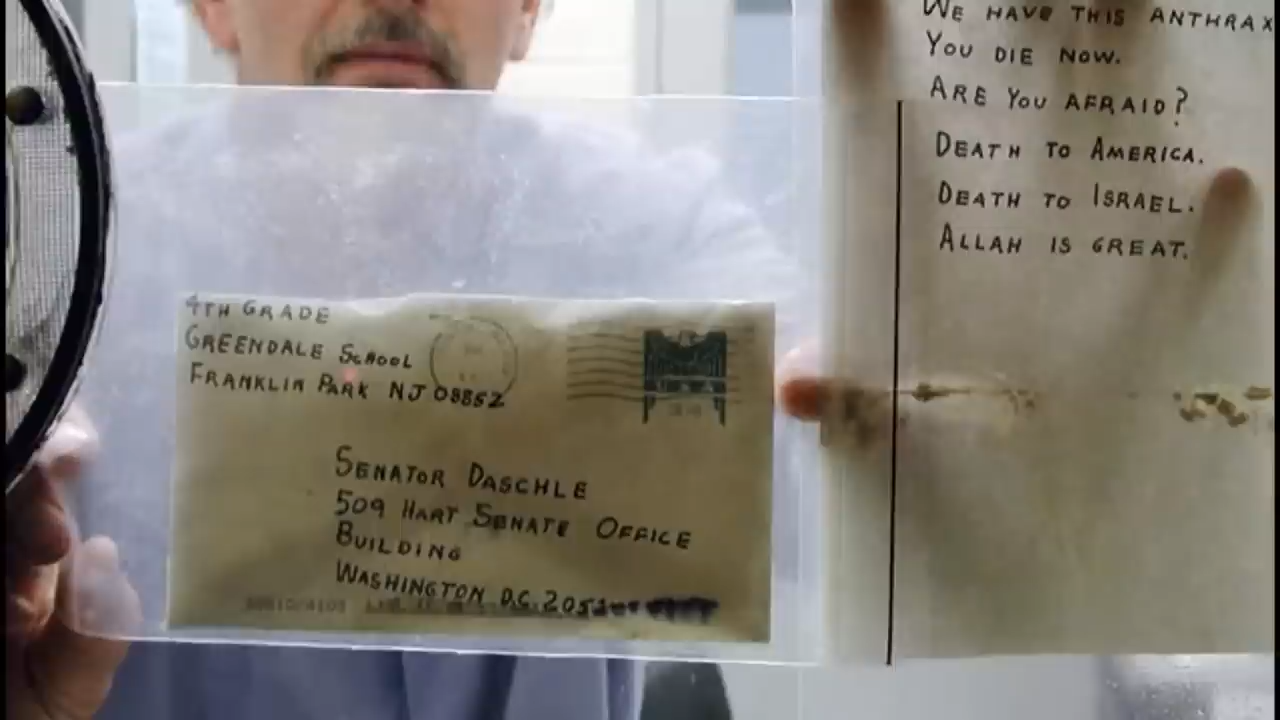 4TH GRADE
GREENDALE SCHOOL
FRANKLIN PARK NJ 08852
SENATOR DASCHLE
509 HART SENATE OFFICE
BUILDING
WASHINGTON D.C. 205
WE HAVE THIS ANTHRAX
YOU DIE NOW.
ARE YOU AFRAID?
DEATH TO AMERICA.
DEATH TO ISRAEL.
ALLAH IS GREAT.